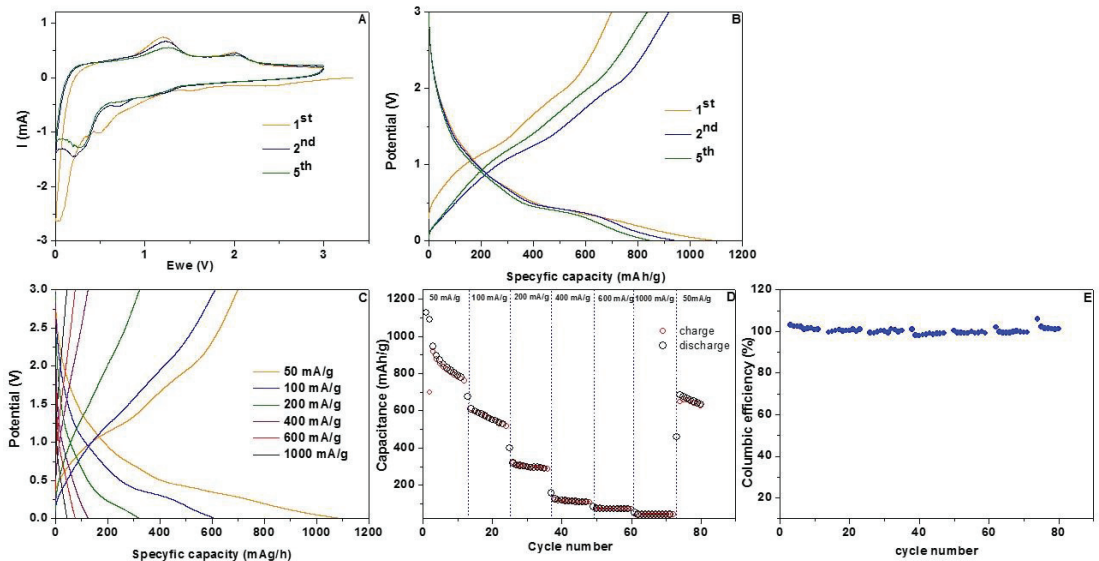 A
1
0
-1
-2
-3
I (mA)
0
1
2
3
Ewe (V)
1st
2nd
5th
B
3
2
1
0
Potential (V)
0
200
400
600
800
1000
1200
Specyfic capacity (mAh/g)
1st
2nd
5th
C
3.0
2.5
2.0
1.5
1.0
0.5
0.0
Potential (V)
0
200
400
600
800
1000
1200
Specyfic capacity (mAg/h)
50 mA/g
100 mA/g
200 mA/g
400 mA/g
600 mA/g
1000 mA/g
D
50 mA/g
100 mA/g
200 mA/g
400 mA/g
600 mA/g
1000 mA/g
50mA/g
1200
1000
800
600
400
200
Capacitance (mAh/g)
0
20
40
60
80
100
Cycle number
charge
discharge
E
120
100
80
60
40
20
Columbic efficiency (%)
0
20
40
60
80
cycle number